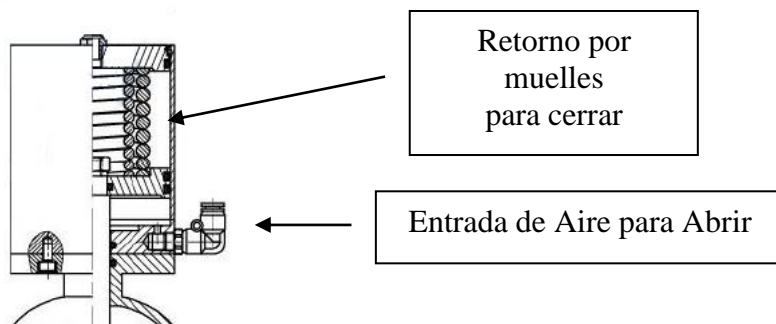 Retorno por
muelles
para cerrar
Entrada de Aire para Abrir